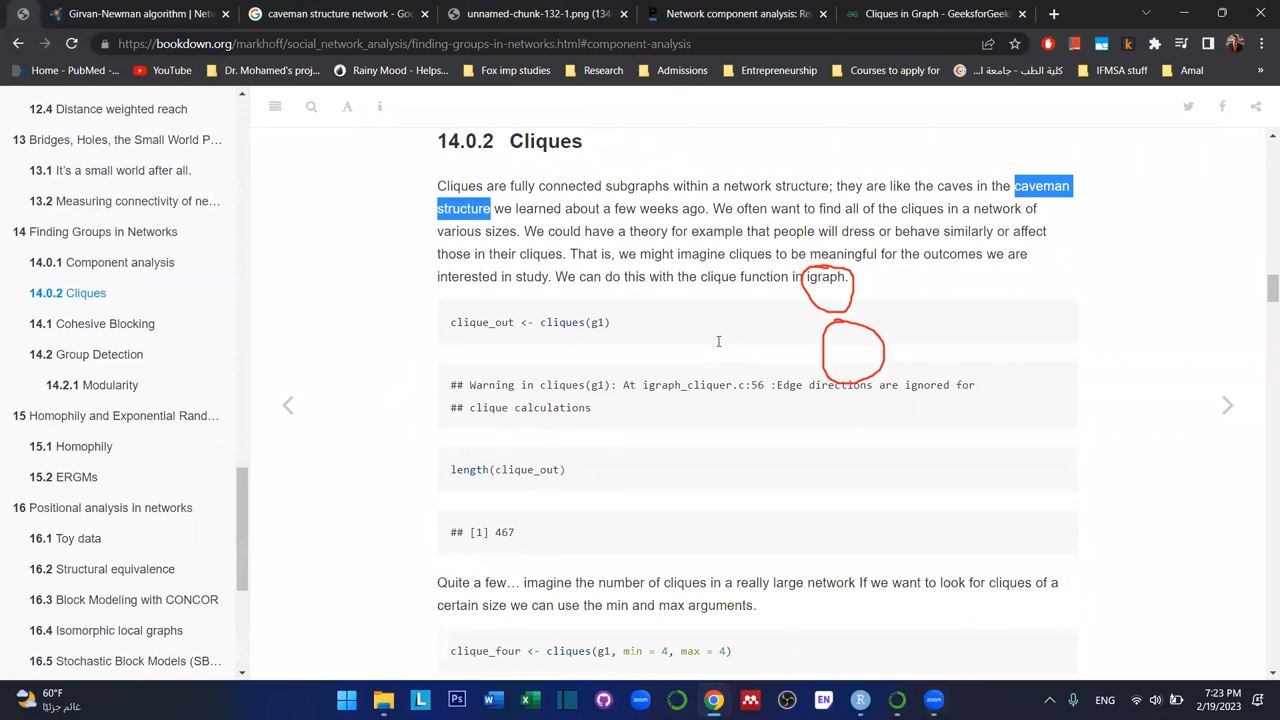 Girvan-Newman algorithm | Netw
caveman structure network - Goo
unnamed-chunk-132-1.png (134
Network component analysis: Re
Cliques in Graph - GeeksforGeek
https://bookdown.org/markhoff/social_network_analysis/finding-groups-in-networks.html#component-analysis
Home - PubMed -...
YouTube
Dr. Mohamed's proj...
Rainy Mood - Helps...
Fox imp studies
Research
Admissions
Entrepreneurship
Courses to apply for
كلية الطب - جامعة ا...
IFMSA stuff
Amal
»
12.4 Distance weighted reach
13 Bridges, Holes, the Small World P...
13.1 It's a small world after all.
13.2 Measuring connectivity of ne...
14 Finding Groups in Networks
14.0.1 Component analysis
14.0.2 Cliques
14.1 Cohesive Blocking
14.2 Group Detection
14.2.1 Modularity
15 Homophily and Exponential Rand...
15.1 Homophily
15.2 ERGMs
16 Positional analysis in networks
16.1 Toy data
16.2 Structural equivalence
16.3 Block Modeling with CONCOR
16.4 Isomorphic local graphs
16.5 Stochastic Block Models (SB...
14.0.2 Cliques
Cliques are fully connected subgraphs within a network structure; they are like the caves in the caveman
structure we learned about a few weeks ago. We often want to find all of the cliques in a network of
various sizes. We could have a theory for example that people will dress or behave similarly or affect
those in their cliques. That is, we might imagine cliques to be meaningful for the outcomes we are
interested in study. We can do this with the clique function in igraph.
clique_out <- cliques(g1)
## Warning in cliques(g1): At igraph_cliquer.c:56 :Edge directions are ignored for
## clique calculations
length(clique_out)
## [1] 467
Quite a few… imagine the number of cliques in a really large network If we want to look for cliques of a
certain size we can use the min and max arguments.
clique_four <- cliques(g1, min = 4, max = 4)
60°F
غائم جزئيًا
L
Ps
W
X
zoom
EN
R
zoom
ENG
7:23 PM
2/19/2023